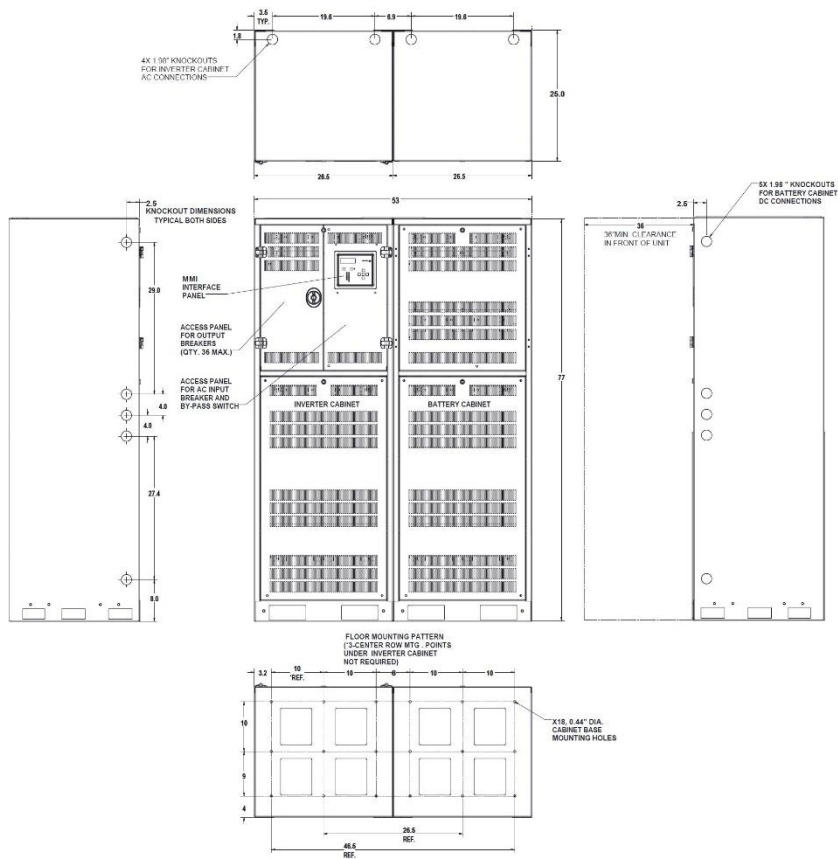 3.5
TYP.
19.6
6.9
19.6
1.8
4X 1.98" KNOCKOUTS
FOR INVERTER CABINET
AC CONNECTIONS
25.0
26.5
26.5
53
2.5
KNOCKOUT DIMENSIONS
TYPICAL BOTH SIDES
36
36"MIN. CLEARANCE
IN FRONT OF UNIT
2.5
5X 1.98 " KNOCKOUTS
FOR BATTERY CABINET
DC CONNECTIONS
MMI
INTERFACE
PANEL
29.0
ACCESS PANEL
FOR OUTPUT
BREAKERS
(QTY. 36 MAX.)
77
ACCESS PANEL
FOR AC INPUT
BREAKER AND
BY-PASS SWITCH
4.0
4.0
INVERTER CABINET
BATTERY CABINET
27.4
8.0
FLOOR MOUNTING PATTERN
(*3-CENTER ROW MTG . POINTS
UNDER INVERTER CABINET
NOT REQUIRED)
3.2
10
*REF.
10
6
10
10
10
X18, 0.44" DIA.
CABINET BASE
MOUNTING HOLES
9
4
26.5
REF.
46.5
REF.